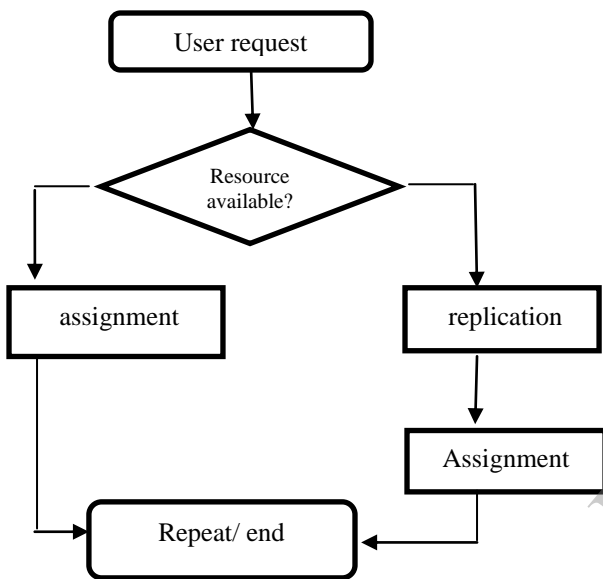 User request
Resource
available?
assignment
replication
Assignment
Repeat/ end